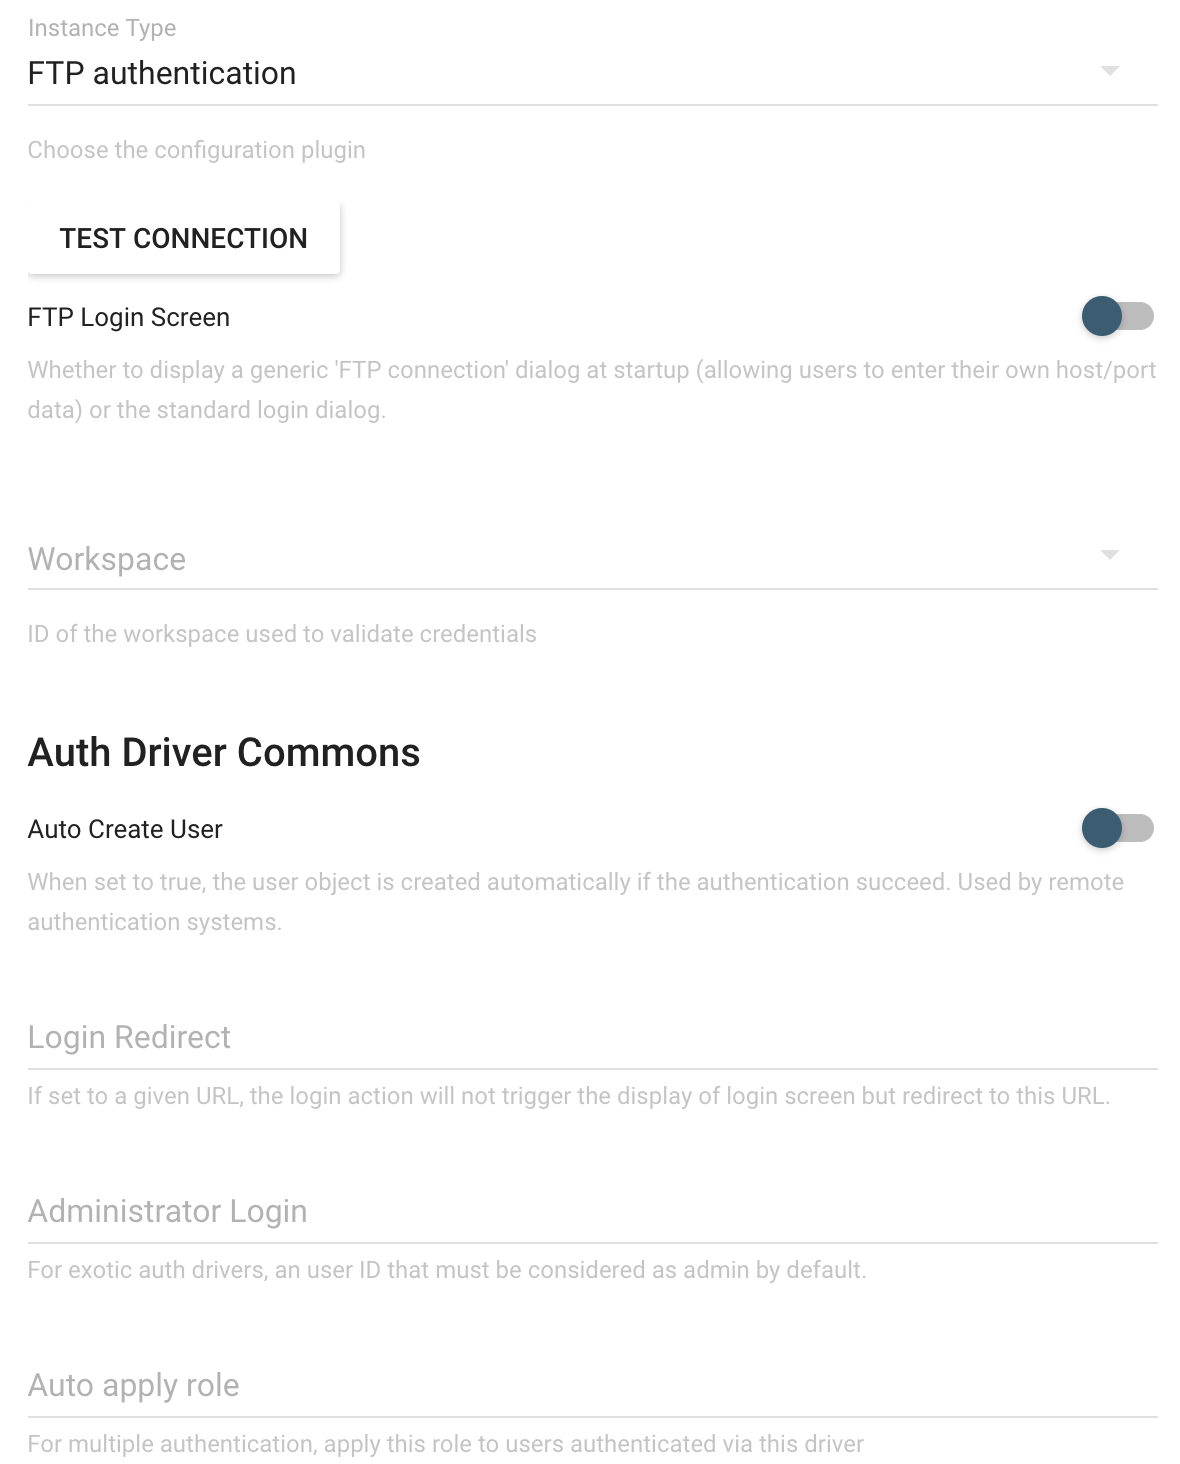 Instance Type
FTP authentication
Choose the configuration plugin
TEST CONNECTION
FTP Login Screen
Whether to display a generic 'FTP connection' dialog at startup (allowing users to enter their own host/port
data) or the standard login dialog.
Workspace
ID of the workspace used to validate credentials
Auth Driver Commons
Auto Create User
When set to true, the user object is created automatically if the authentication succeed. Used by remote
authentication systems.
Login Redirect
If set to a given URL, the login action will not trigger the display of login screen but redirect to this URL.
Administrator Login
For exotic auth drivers, an user ID that must be considered as admin by default.
Auto apply role
For multiple authentication, apply this role to users authenticated via this driver